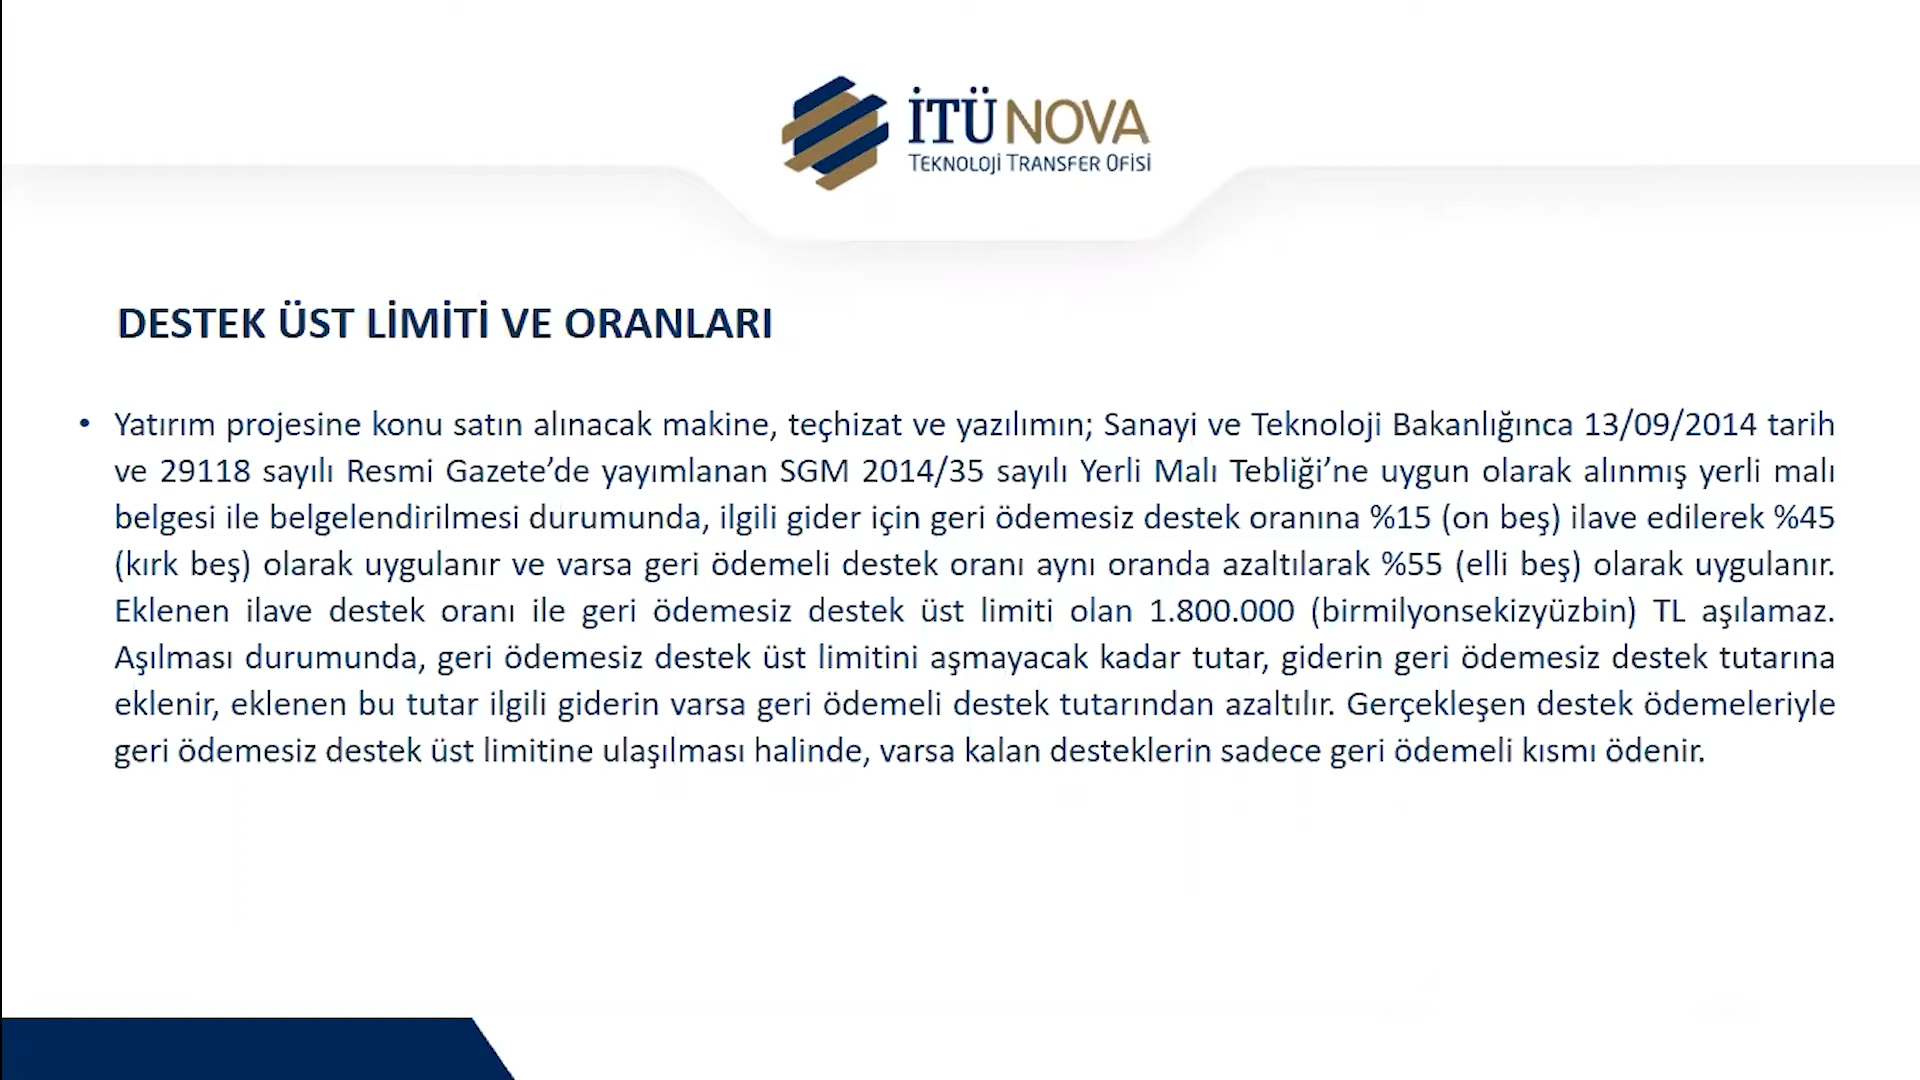 İTÜ NOVA
TEKNOLOJİ TRANSFER OFİSİ
DESTEK ÜST LİMİTİ VE ORANLARI
• Yatırım projesine konu satın alınacak makine, teçhizat ve yazılımın; Sanayi ve Teknoloji Bakanlığınca 13/09/2014 tarih
ve 29118 sayılı Resmi Gazete’de yayımlanan SGM 2014/35 sayılı Yerli Malı Tebliği’ne uygun olarak alınmış yerli malı
belgesi ile belgelendirilmesi durumunda, ilgili gider için geri ödemesiz destek oranına %15 (on beş) ilave edilerek %45
(kırk beş) olarak uygulanır ve varsa geri ödemeli destek oranı aynı oranda azaltılarak %55 (elli beş) olarak uygulanır.
Eklenen ilave destek oranı ile geri ödemesiz destek üst limiti olan 1.800.000 (birmilyonsekizyüzbin) TL aşılamaz.
Aşılması durumunda, geri ödemesiz destek üst limitini aşmayacak kadar tutar, giderin geri ödemesiz destek tutarına
eklenir, eklenen bu tutar ilgili giderin varsa geri ödemeli destek tutarından azaltılır. Gerçekleşen destek ödemeleriyle
geri ödemesiz destek üst limitine ulaşılması halinde, varsa kalan desteklerin sadece geri ödemeli kısmı ödenir.